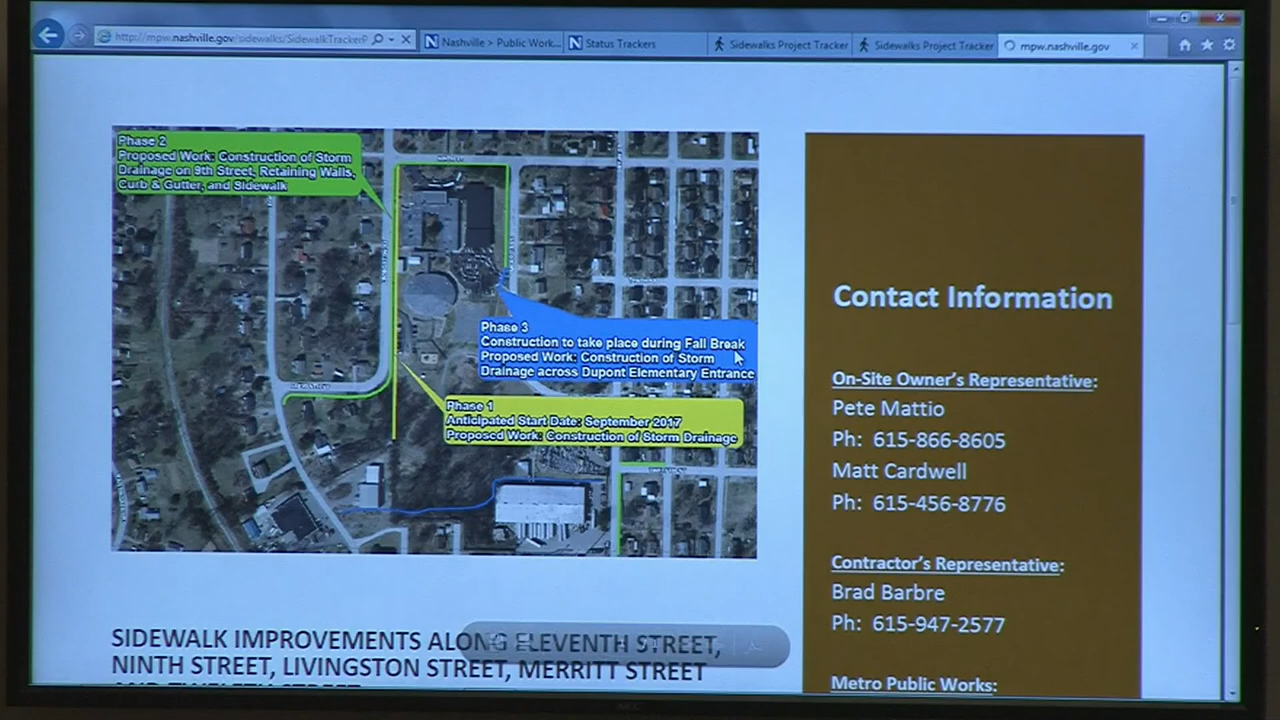 http://mpw.nashville.gov/sidewalks/SidewalkTrackerP
Nashville > Public Work...
Status Trackers
Sidewalks Project Tracker
Sidewalks Project Tracker
mpw.nashville.gov
Phase 2
Proposed Work: Construction of Storm
Drainage on 9th Street, Retaining Walls,
Curb & Gutter, and Sidewalk
Phase 3
Construction to take place during Fall Break
Proposed Work: Construction of Storm
Drainage across Dupont Elementary Entrance
Phase 1
Anticipated Start Date: September 2017
Proposed Work: Construction of Storm Drainage
SIDEWALK IMPROVEMENTS ALONG ELEVENTH STREET,
NINTH STREET, LIVINGSTON STREET, MERRITT STREET
AND TWELFTH STREET
Contact Information
On-Site Owner's Representative:
Pete Mattio
Ph: 615-866-8605
Matt Cardwell
Ph: 615-456-8776
Contractor's Representative:
Brad Barbre
Ph: 615-947-2577
Metro Public Works:
NEC